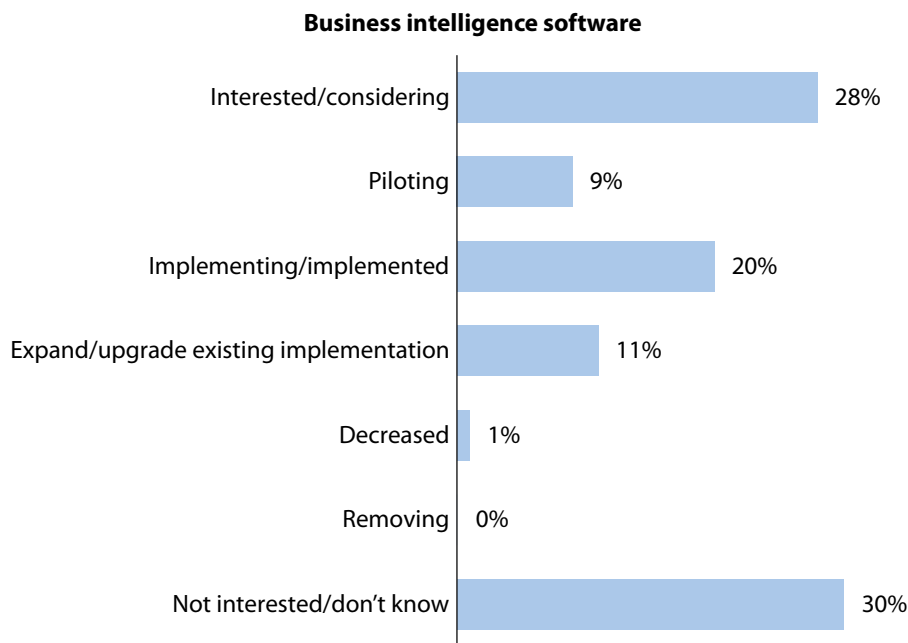 Business intelligence software
Interested/considering 28%
Piloting 9%
Implementing/implemented 20%
Expand/upgrade existing implementation 11%
Decreased 1%
Removing 0%
Not interested/don't know 30%